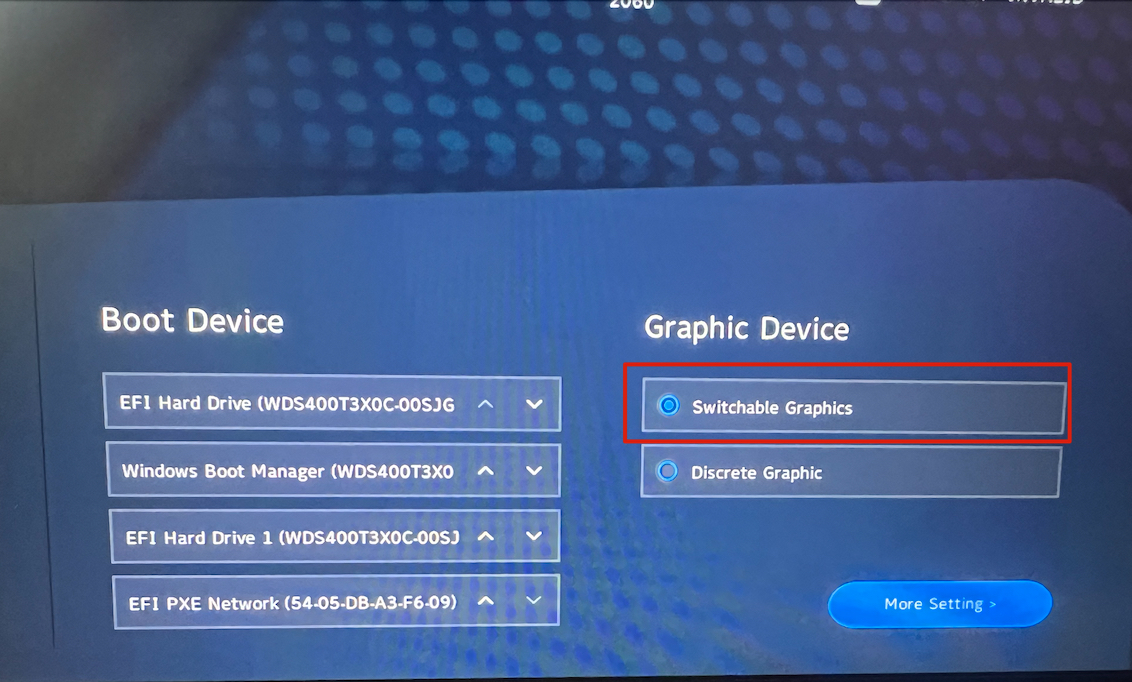 2060
Boot Device
EFI Hard Drive (WDS400T3X0C-00SJG
Windows Boot Manager (WDS400T3X0
EFI Hard Drive 1 (WDS400T3X0C-00SJ
EFI PXE Network (54-05-DB-A3-F6-09)
Graphic Device
Switchable Graphics
Discrete Graphic
More Setting >